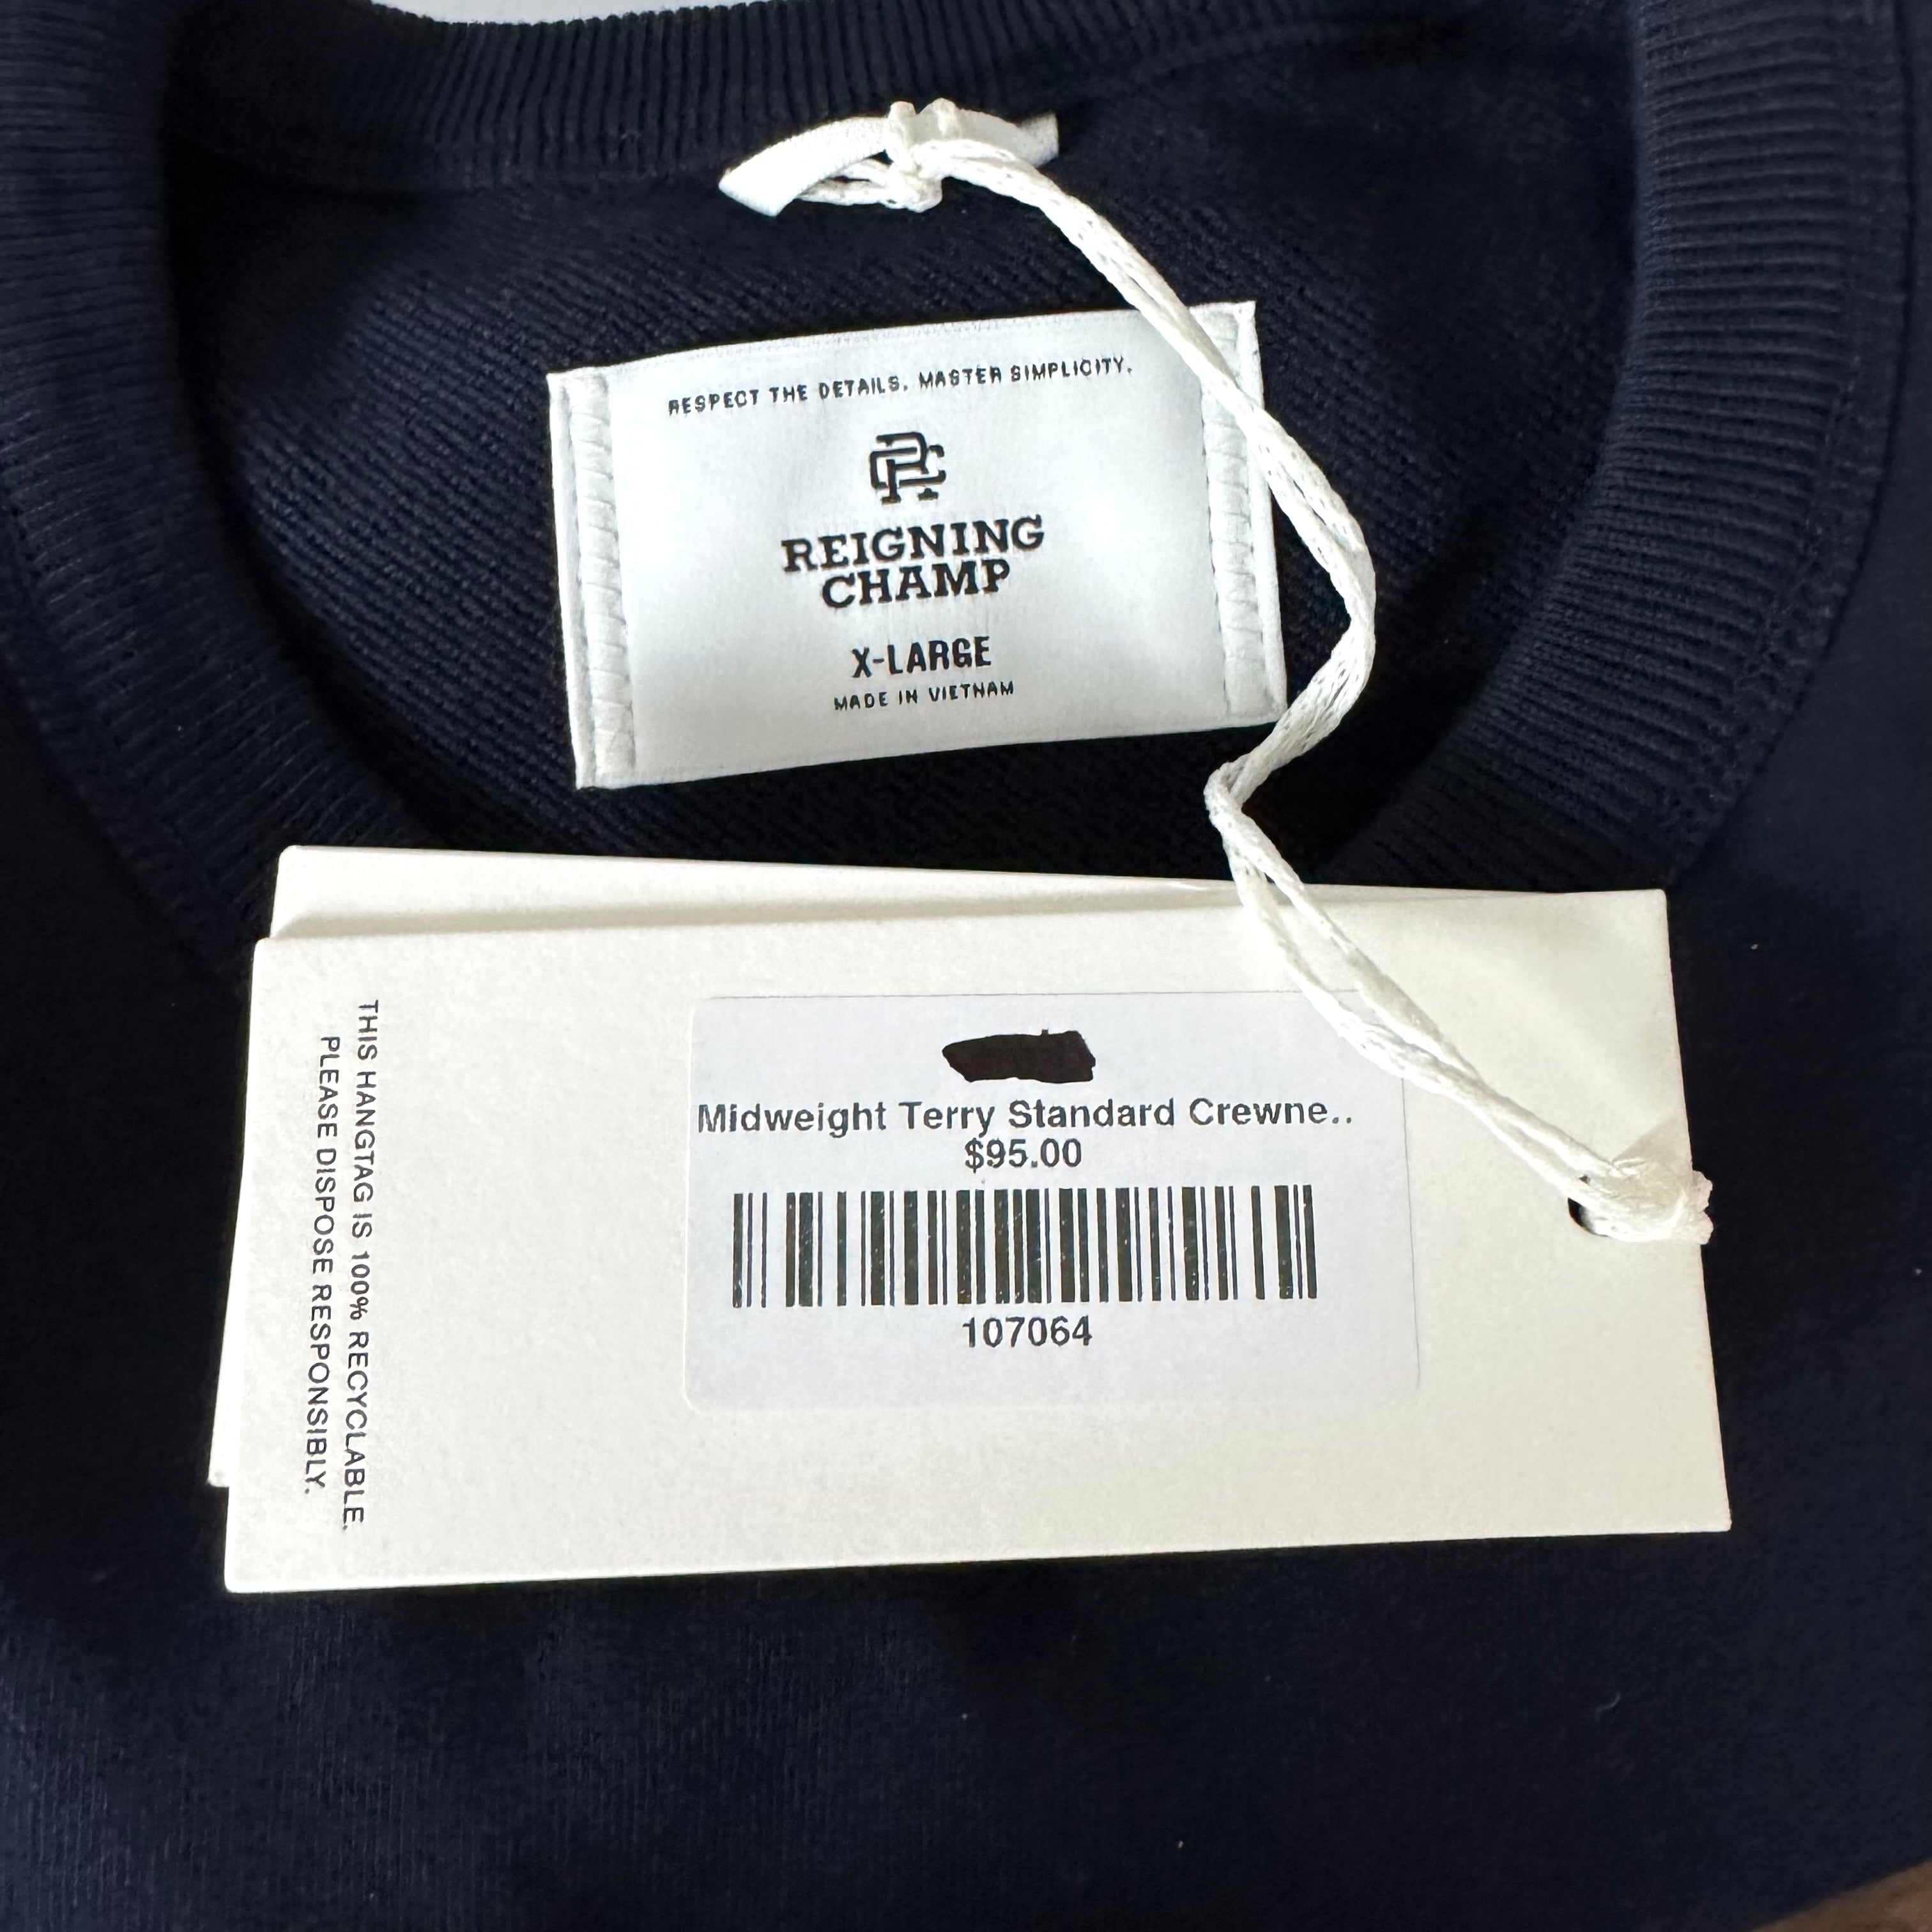 RESPECT THE DETAILS. MASTER SIMPLICITY.
RC
REIGNING
CHAMP
X-LARGE
MADE IN VIETNAM
Midweight Terry Standard Crewne..
$95.00
107064
THIS HANGTAG IS 100% RECYCLABLE.
PLEASE DISPOSE RESPONSIBLY.